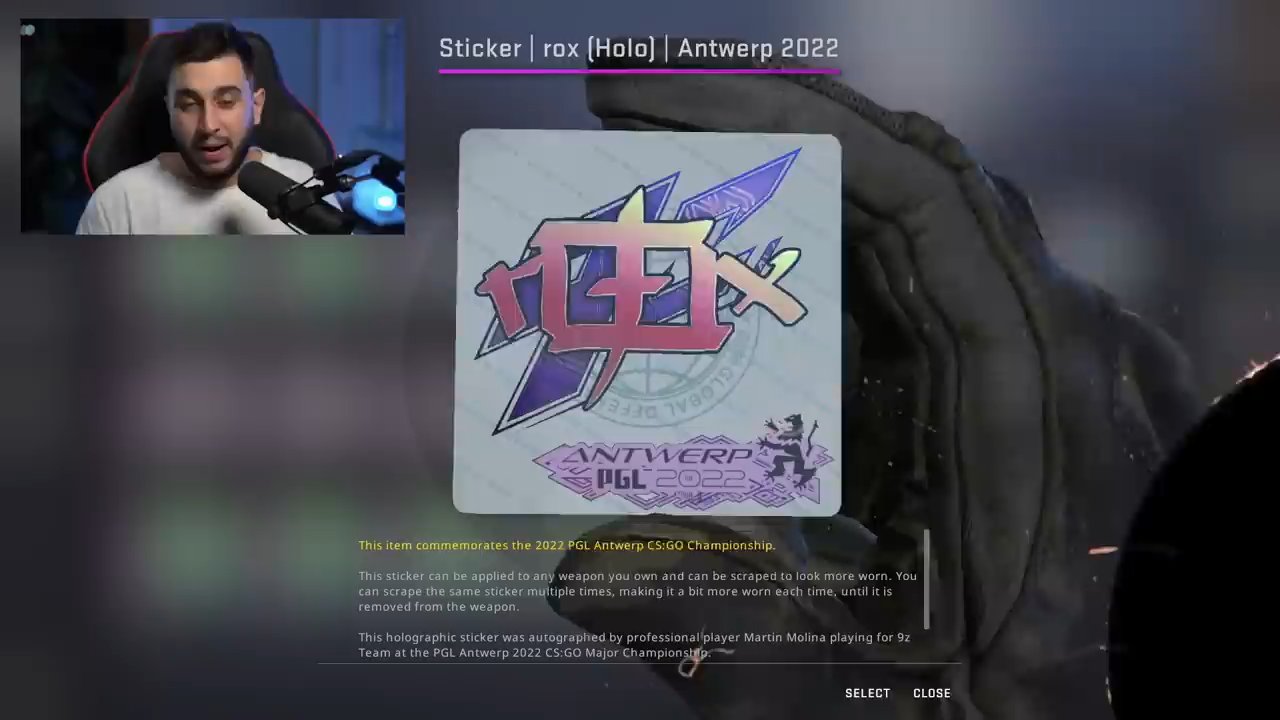 Sticker | rox (Holo) | Antwerp 2022
rox
GLOBAL DEFE
ANTWERP
PGL 2022
This item commemorates the 2022 PGL Antwerp CS:GO Championship.
This sticker can be applied to any weapon you own and can be scraped to look more worn. You
can scrape the same sticker multiple times, making it a bit more worn each time, until it is
removed from the weapon.
This holographic sticker was autographed by professional player Martin Molina playing for 9z
Team at the PGL Antwerp 2022 CS:GO Major Championship.
SELECT CLOSE